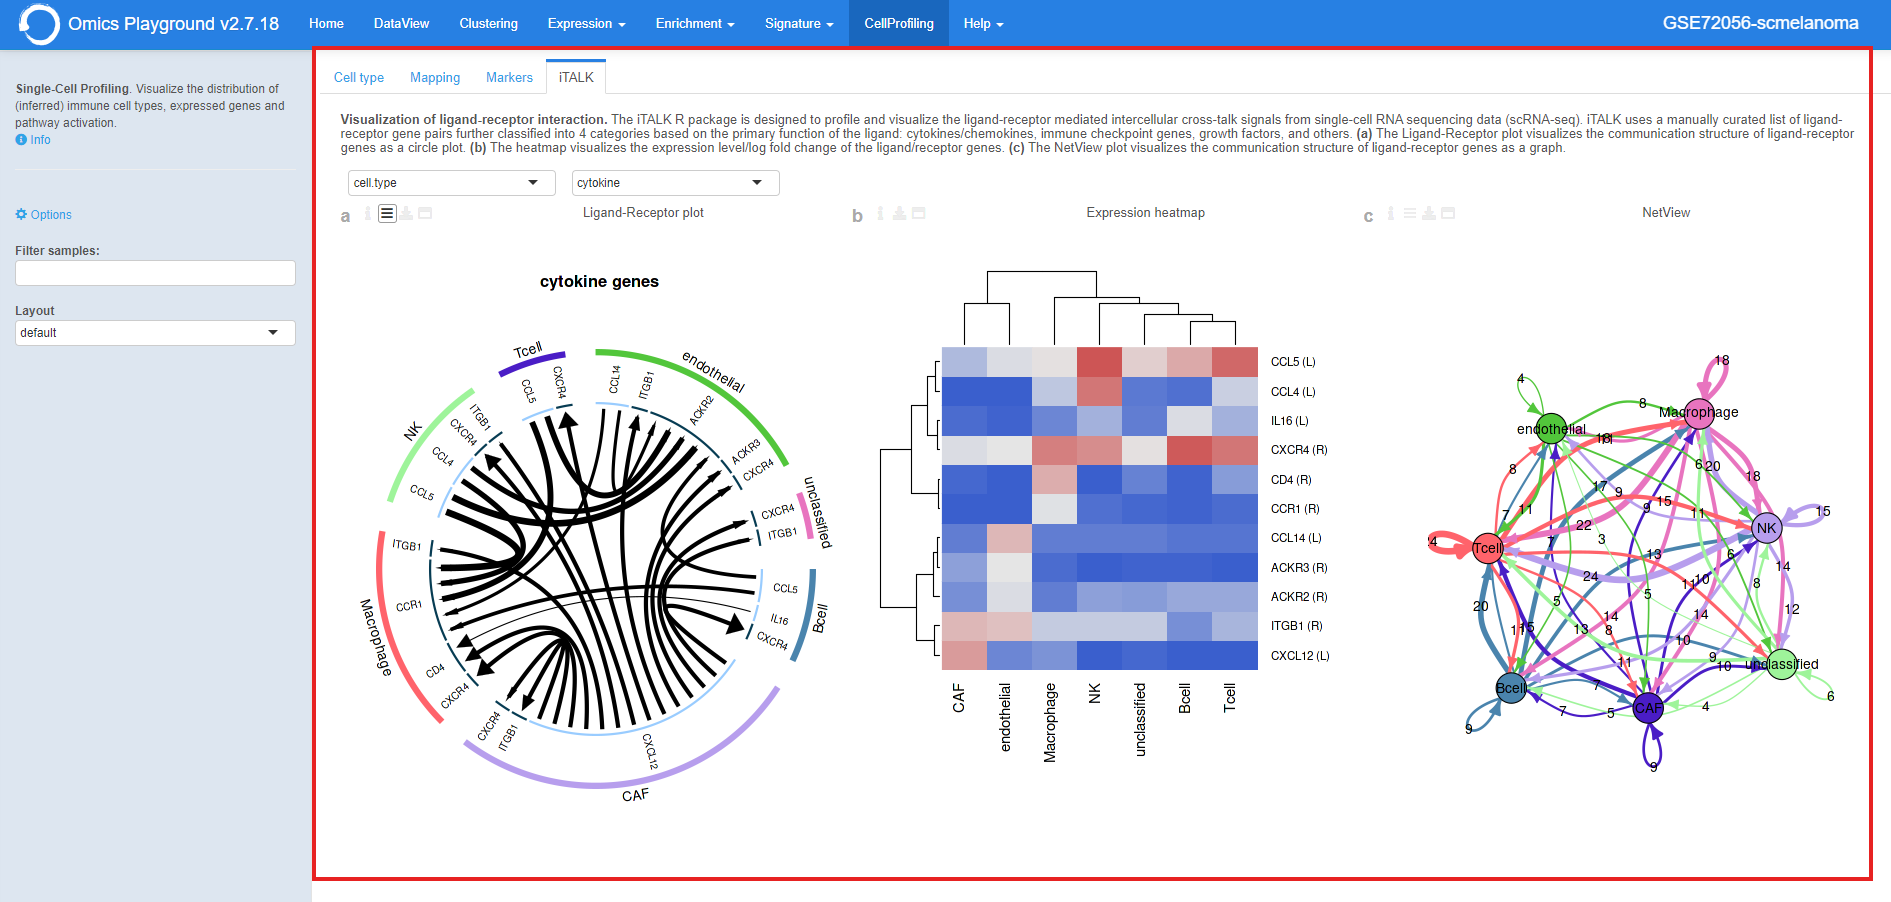 Omics Playground v2.7.18
Home
DataView
Clustering
Expression
Enrichment
Signature
CellProfiling
Help
GSE72056-scmelanoma
Single-Cell Profiling. Visualize the distribution of
(inferred) immune cell types, expressed genes and
pathway activation.
Info
Options
Filter samples:
Layout
default
Cell type
Mapping
Markers
iTALK
Visualization of ligand-receptor interaction. The iTALK R package is designed to profile and visualize the ligand-receptor mediated intercellular cross-talk signals from single-cell RNA sequencing data (scRNA-seq). iTALK uses a manually curated list of ligand-
receptor gene pairs further classified into 4 categories based on the primary function of the ligand: cytokines/chemokines, immune checkpoint genes, growth factors, and others. (a) The Ligand-Receptor plot visualizes the communication structure of ligand-receptor
genes as a circle plot. (b) The heatmap visualizes the expression level/log fold change of the ligand/receptor genes. (c) The NetView plot visualizes the communication structure of ligand-receptor genes as a graph.
cell.type
cytokine
a
Ligand-Receptor plot
cytokine genes
Tcell
CCL5
CXCR4
endothelial
CCL14
ITGB1
ACKR2
ACKR3
CXCR4
unclassified
CXCR4
ITGB1
Bcell
CCL5
IL16
CXCR4
CAF
CXCL12
ITGB1
CXCR4
Macrophage
CXCR4
CD4
CCR1
ITGB1
NK
CCL5
CCL4
CXCR4
ITGB1
b
Expression heatmap
CCL5 (L)
CCL4 (L)
IL16 (L)
CXCR4 (R)
CD4 (R)
CCR1 (R)
CCL14 (L)
ACKR3 (R)
ACKR2 (R)
ITGB1 (R)
CXCL12 (L)
CAF
endothelial
Macrophage
NK
unclassified
Bcell
Tcell
c
NetView
18
4
8
Macrophage
endothelial
18
6
20
8
18
17
9
15
9
11
15
7
11
22
NK
3
4
Tcell
13
6
24
14
11
10
8
5
5
20
12
14
14
13
8
10
9
10
unclassified
11
7
Bcell
6
CAF
4
7
5
9
9